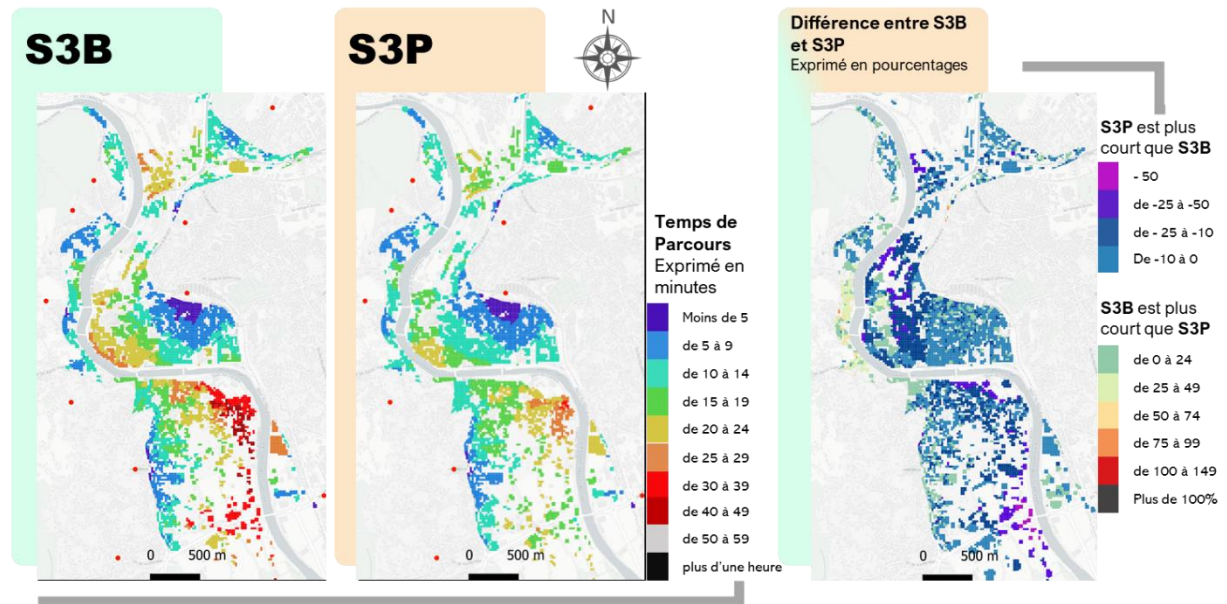 S3B
S3P
N
Différence entre S3B
et S3P
Exprimé en pourcentages
0 500 m
0 500 m
0 500 m
Temps de
Parcours
Exprimé en
minutes
Moins de 5
de 5 à 9
de 10 à 14
de 15 à 19
de 20 à 24
de 25 à 29
de 30 à 39
de 40 à 49
de 50 à 59
plus d'une heure
S3P est plus
court que S3B
- 50
de -25 à -50
de - 25 à -10
De -10 à 0
S3B est plus
court que S3P
de 0 à 24
de 25 à 49
de 50 à 74
de 75 à 99
de 100 à 149
Plus de 100%